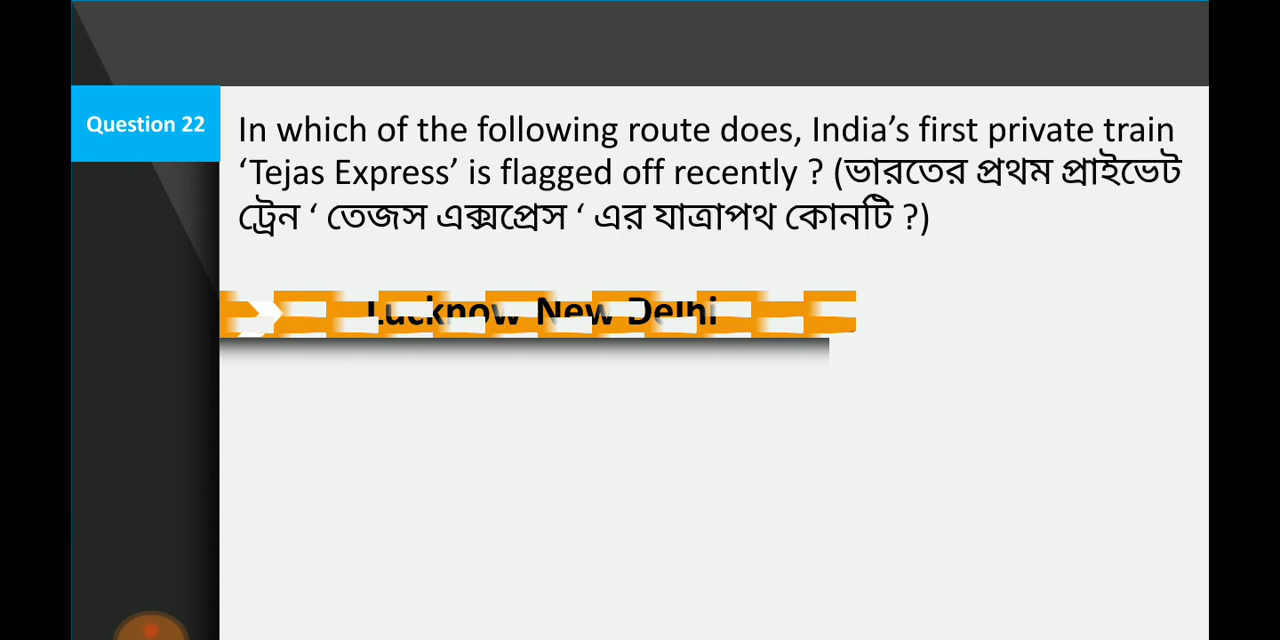 Question 22
In which of the following route does, India’s first private train
‘Tejas Express’ is flagged off recently ? (ভারতের প্রথম প্রাইভেট
ট্রেন ‘ তেজস এক্সপ্রেস ‘ এর যাত্রাপথ কোনটি ?)
Lucknow New Delhi